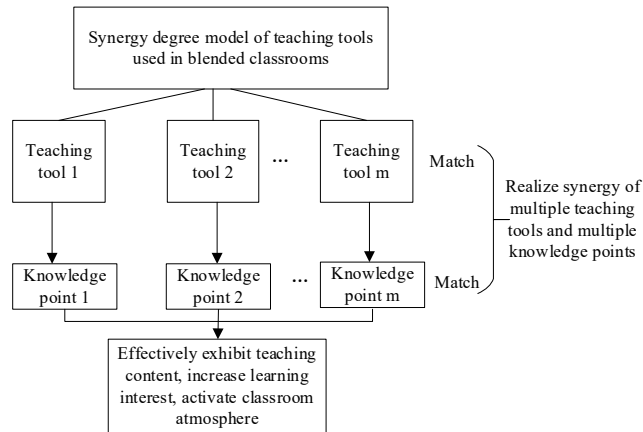 Synergy degree model of teaching tools
used in blended classrooms
Teaching
tool 1
Teaching
tool 2
...
Teaching
tool m
Match
Realize synergy of
multiple teaching
tools and multiple
knowledge points
Knowledge
point 1
Knowledge
point 2
...
Knowledge
point m
Match
Effectively exhibit teaching
content, increase learning
interest, activate classroom
atmosphere